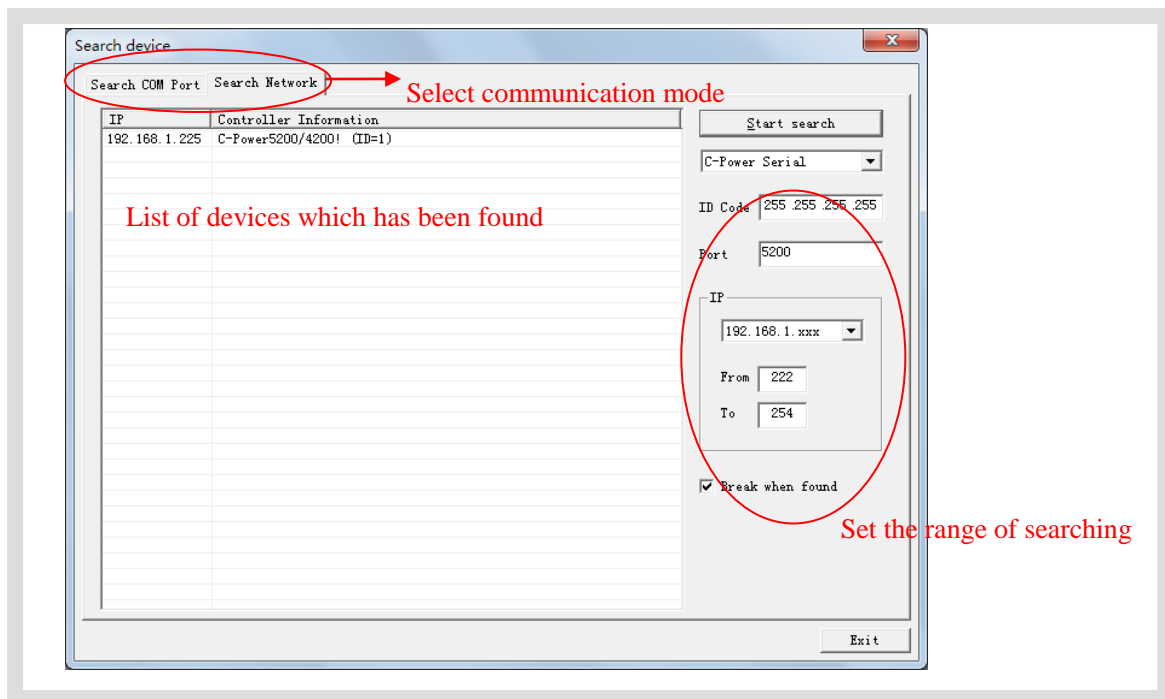 Search device
Search COM Port Search Network
Select communication mode
IP Controller Information
192.168.1.225 C-Power5200/4200! (ID=1)
List of devices which has been found
Start search
C-Power Serial
ID Code 255 .255 .255 .255
Port 5200
IP
192.168.1.xxx
From 222
To 254
Break when found
Set the range of searching
Exit